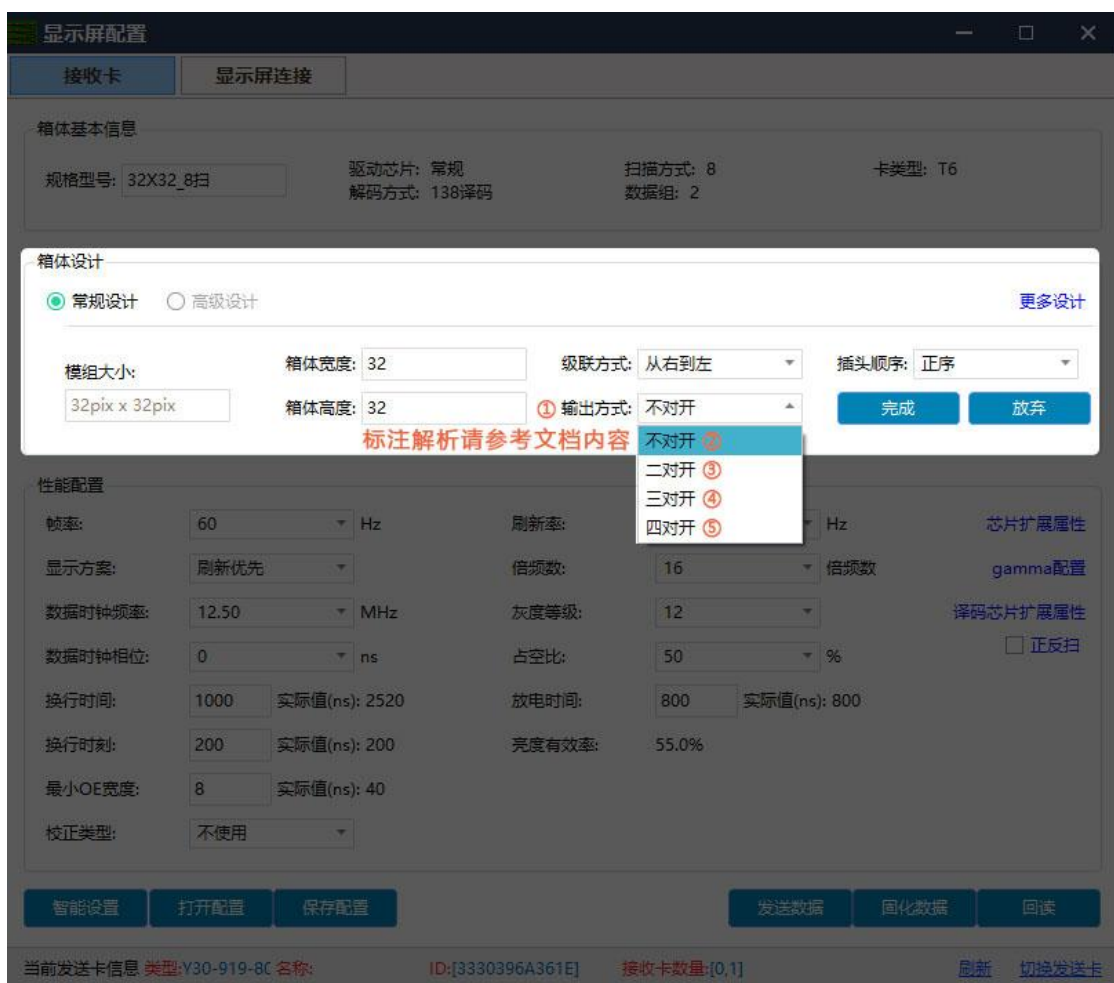 显示屏配置
接收卡 显示屏连接
箱体基本信息
规格型号: 32X32_8扫 驱动芯片: 常规 扫描方式: 8 卡类型: T6
解码方式: 138译码 数据组: 2
箱体设计
常规设计 高级设计 更多设计
模组大小: 箱体宽度: 32 级联方式: 从右到左 插头顺序: 正序
32pix x 32pix 箱体高度: 32 ① 输出方式: 不对开 完成 放弃
标注解析请参考文档内容 不对开 ②
二对开 ③
三对开 ④
四对开 ⑤
性能配置
帧率: 60 Hz 刷新率: Hz 芯片扩展属性
显示方案: 刷新优先 倍频数: 16 倍频数 gamma配置
数据时钟频率: 12.50 MHz 灰度等级: 12 译码芯片扩展属性
数据时钟相位: 0 ns 占空比: 50 % 正反扫
换行时间: 1000 实际值(ns): 2520 放电时间: 800 实际值(ns): 800
换行时刻: 200 实际值(ns): 200 亮度有效率: 55.0%
最小OE宽度: 8 实际值(ns): 40
校正类型: 不使用
智能设置 打开配置 保存配置 发送数据 固化数据 回读
当前发送卡信息 类型:Y30-919-8C 名称: ID:[3330396A361E] 接收卡数量:[0,1] 刷新 切换发送卡